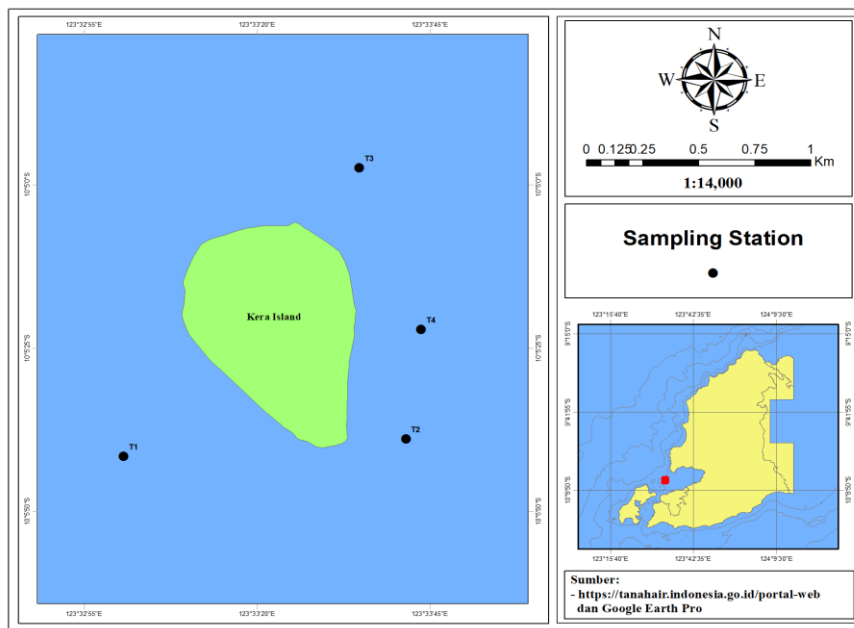 123°32'55"E 123°33'20"E 123°33'45"E
10°5'0"S 10°5'0"S
10°5'25"S 10°5'25"S
10°5'50"S 10°5'50"S
T3
Kera Island
T4
T2
T1
123°32'55"E 123°33'20"E 123°33'45"E
N
W E
S
0 0.125 0.25 0.5 0.75 1
Km
1:14,000
Sampling Station
123°15'40"E 123°42'35"E 124°9'30"E
9°15'0"S 9°15'0"S
9°41'55"S 9°41'55"S
10°8'50"S 10°8'50"S
123°15'40"E 123°42'35"E 124°9'30"E
Sumber:
- https://tanahair.indonesia.go.id/portal-web
dan Google Earth Pro